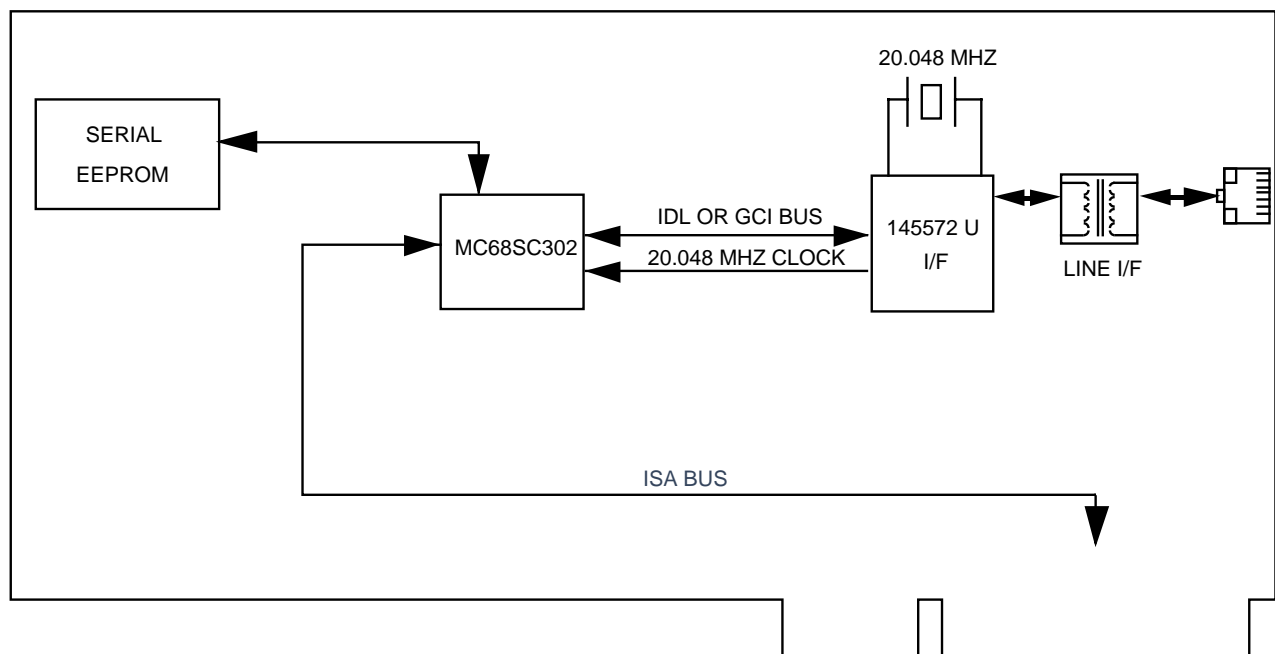 20.048 MHZ
SERIAL
EEPROM
MC68SC302
IDL OR GCI BUS
20.048 MHZ CLOCK
145572 U
I/F
LINE I/F
ISA BUS